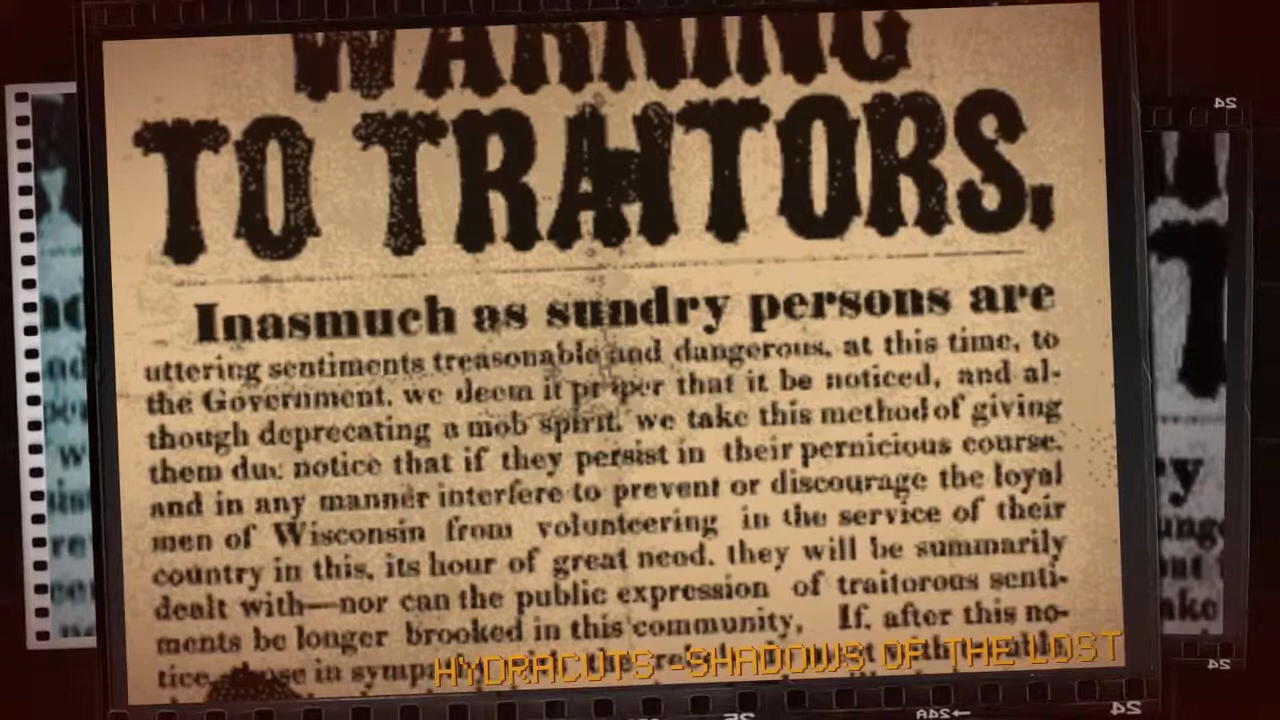 WARNING
TO TRAITORS.
Inasmuch as sundry persons are
uttering sentiments treasonable and dangerous, at this time, to
the Government, we deem it proper that it be noticed, and al-
though deprecating a mob spirit, we take this method of giving
them due notice that if they persist in their pernicious course,
and in any manner interfere to prevent or discourage the loyal
men of Wisconsin from volunteering in the service of their
country in this, its hour of great need, they will be summarily
dealt with—nor can the public expression of traitorous senti-
ments be longer brooked in this community. If, after this no-
tice in
HYDRACUTS -SHADOWS OF THE LOST
24
24
24
24A